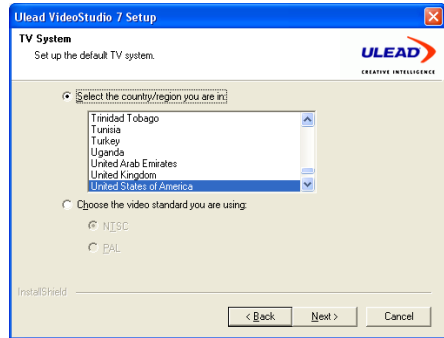 Ulead VideoStudio 7 Setup
TV System
Set up the default TV system.
ULEAD
CREATIVE INTELLIGENCE
Select the country/region you are in:
Trinidad Tobago
Tunisia
Turkey
Uganda
United Arab Emirates
United Kingdom
United States of America
Choose the video standard you are using:
NTSC
PAL
InstallShield
< Back Next > Cancel